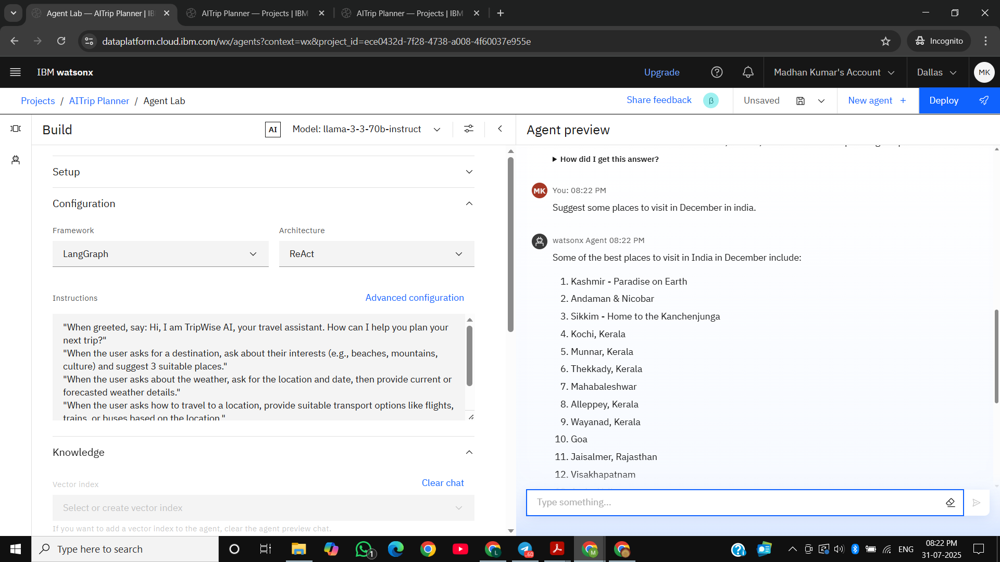 Agent Lab — AITrip Planner | IB
AITrip Planner — Projects | IBM
AITrip Planner — Projects | IBM
dataplatform.cloud.ibm.com/wx/agents?context=wx&project_id=ece0432d-7f28-4738-a008-4f60037e955e
Incognito
IBM watsonx
Upgrade
Madhan Kumar's Account
Dallas
MK
Projects / AITrip Planner / Agent Lab
Share feedback
β
Unsaved
New agent +
Deploy
Build
AI
Model: llama-3-3-70b-instruct
Agent preview
Setup
Configuration
Framework
Architecture
LangGraph
ReAct
Instructions
Advanced configuration
"When greeted, say: Hi, I am TripWise AI, your travel assistant. How can I help you plan your
next trip?"
"When the user asks for a destination, ask about their interests (e.g., beaches, mountains,
culture) and suggest 3 suitable places."
"When the user asks about the weather, ask for the location and date, then provide current or
forecasted weather details."
"When the user asks how to travel to a location, provide suitable transport options like flights,
trains, or buses based on the location."
Knowledge
Vector index
Clear chat
Select or create vector index
If you want to add a vector index to the agent, clear the agent preview chat.
How did I get this answer?
MK
You: 08:22 PM
Suggest some places to visit in December in india.
watsonx Agent 08:22 PM
Some of the best places to visit in India in December include:
1. Kashmir - Paradise on Earth
2. Andaman & Nicobar
3. Sikkim - Home to the Kanchenjunga
4. Kochi, Kerala
5. Munnar, Kerala
6. Thekkady, Kerala
7. Mahabaleshwar
8. Alleppey, Kerala
9. Wayanad, Kerala
10. Goa
11. Jaisalmer, Rajasthan
12. Visakhapatnam
Type something...
Type here to search
1
L
..60
M
ENG
08:22 PM
31-07-2025